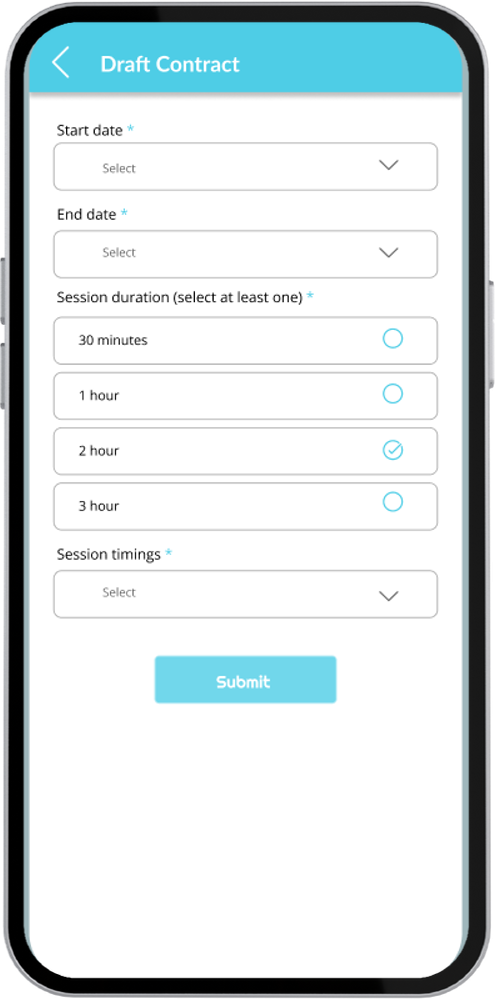 Draft Contract
Start date *
Select
End date *
Select
Session duration (select at least one) *
30 minutes
1 hour
2 hour
3 hour
Session timings *
Select
Submit